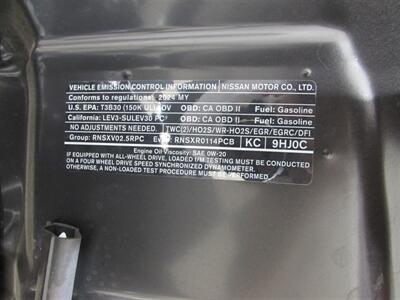 VEHICLE EMISSION CONTROL INFORMATION NISSAN MOTOR CO., LTD.
Conforms to regulations: 2024 MY
U.S. EPA: T3B30 (150K UL) LDV OBD: CA OBD II Fuel: Gasoline
California: LEV3-SULEV30 PC OBD: CA OBD II Fuel: Gasoline
NO ADJUSTMENTS NEEDED. TWC(2)/HO2S/WR-HO2S/EGR/EGRC/DFI
Group: RNSXV02.5RPC Evap: RNSXR0114PCB KC 9HJ0C
Engine Oil Viscosity: SAE 0W-20
IF EQUIPPED WITH ALL-WHEEL DRIVE, LOADED I/M TESTING MUST BE CONDUCTED
ON A FOUR WHEEL DRIVE SPEED SYNCHRONIZED DYNAMOMETER.
OTHERWISE, A NON-LOADED TEST PROCEDURE MUST BE PERFORMED.